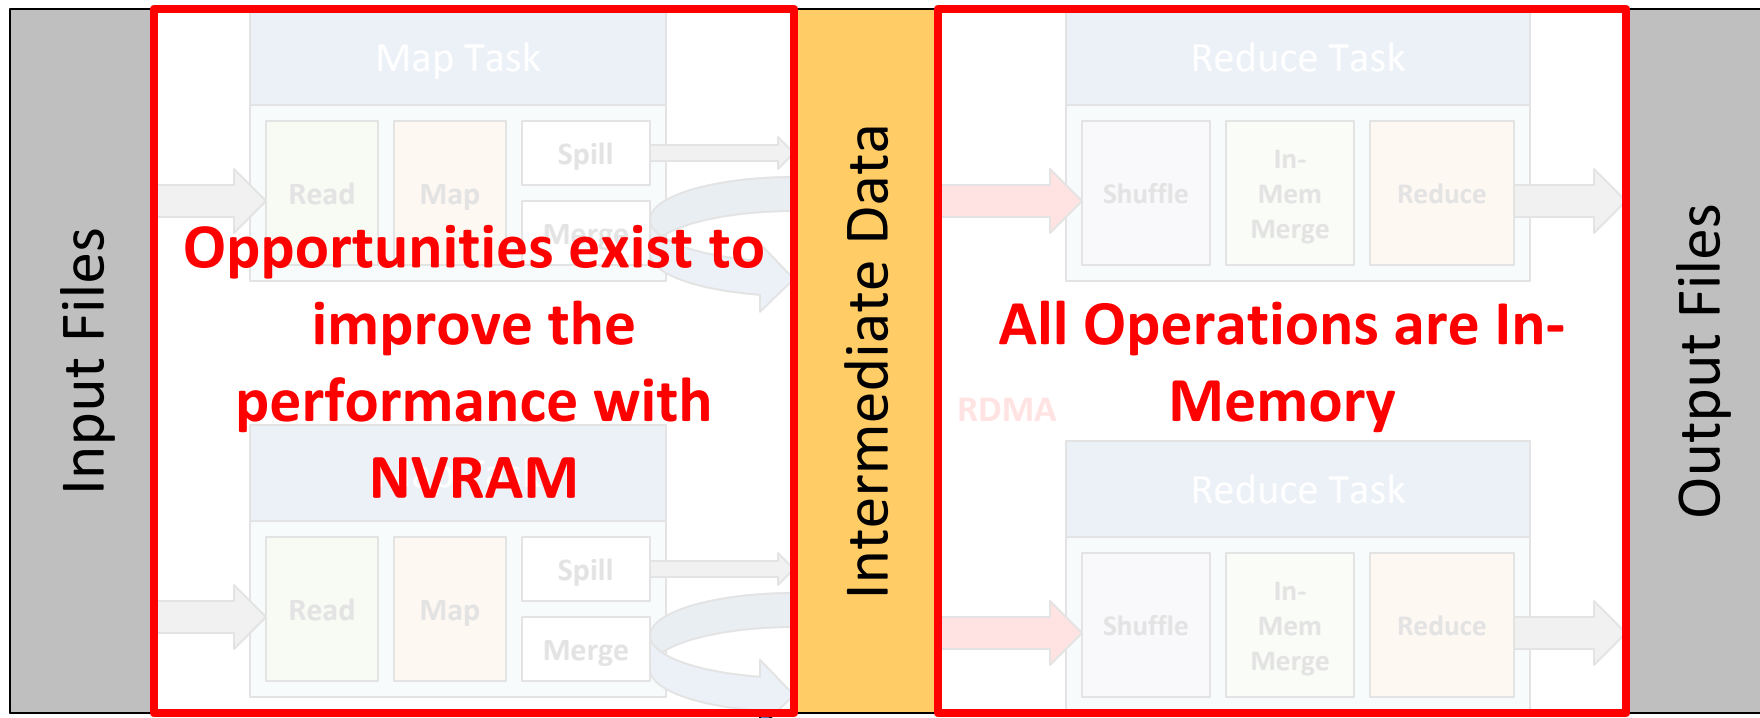 Input Files
Map Task
Read
Map
Spill
Merge
Opportunities exist to
improve the
performance with
NVRAM
Read
Map
Spill
Merge
Intermediate Data
Reduce Task
Shuffle
In-
Mem
Merge
Reduce
All Operations are In-
Memory
RDMA
Reduce Task
Shuffle
In-
Mem
Merge
Reduce
Output Files